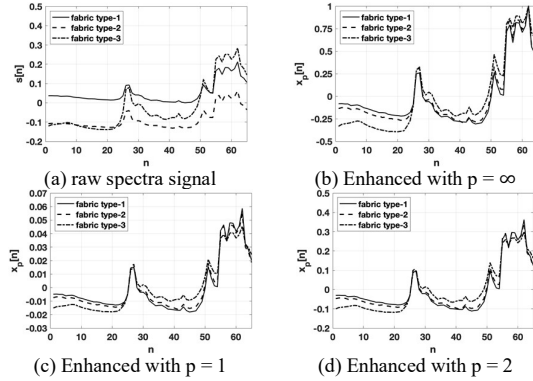 fabric type-1
fabric type-2
fabric type-3
s[n]
0.5
0.4
0.3
0.2
0.1
0
-0.1
-0.2
0 10 20 30 40 50 60
n
(a) raw spectra signal
fabric type-1
fabric type-2
fabric type-3
x_p[n]
1
0.75
0.5
0.25
0
-0.25
-0.5
0 10 20 30 40 50 60
n
(b) Enhanced with p = ∞
fabric type-1
fabric type-2
fabric type-3
x_p[n]
0.07
0.06
0.05
0.04
0.03
0.02
0.01
0
-0.01
-0.02
-0.03
0 10 20 30 40 50 60
n
(c) Enhanced with p = 1
fabric type-1
fabric type-2
fabric type-3
x_p[n]
0.5
0.4
0.3
0.2
0.1
0
-0.1
-0.2
0 10 20 30 40 50 60
n
(d) Enhanced with p = 2